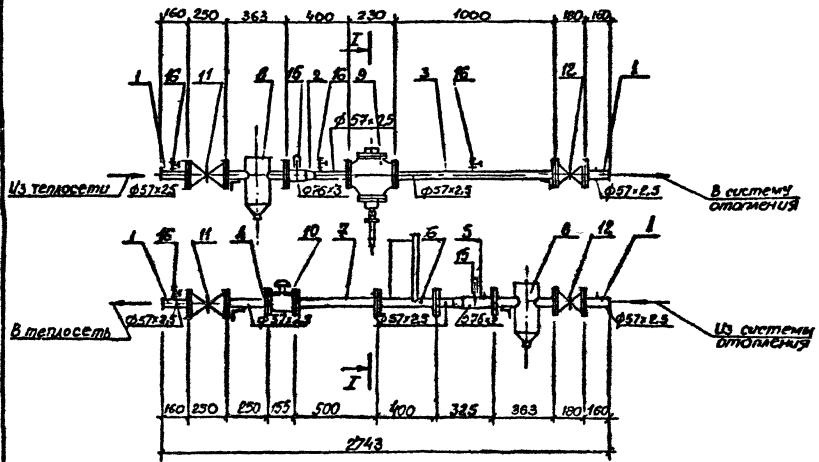 160 250 363 400 230 1000 180 160
I
1 16 11 8 15 2 16 9 3 16 12 1
ф57×2,5
Из теплосети
ф57×2,5 ф76×3 ф57×2,5 ф57×2,5
В систему
отопления
1 16 11 4 10 7 6 5 8 12 1
15
В теплосеть
ф57×2,5 ф57×2,5 ф57×2,5 ф76×3 ф57×2,5
Из системы
отопления
I
160 250 250 155 500 400 325 363 180 160
2743